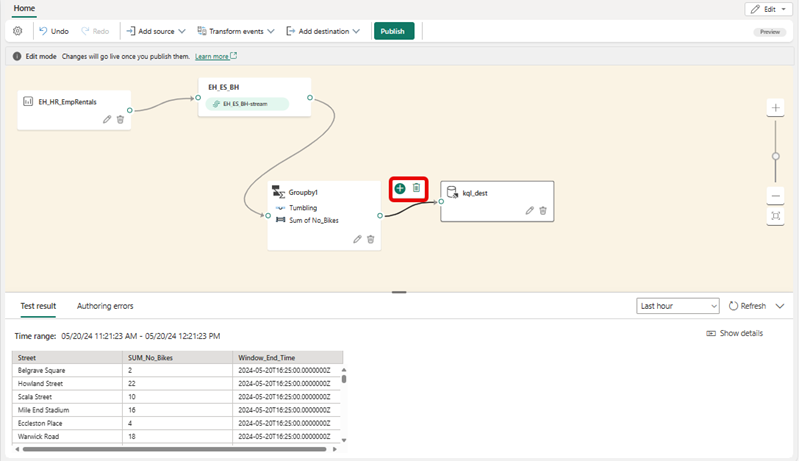 Home
Edit
Undo Redo Add source Transform events Add destination Publish Preview
Edit mode Changes will go live once you publish them. Learn more
EH_HR_EmpRentals
EH_ES_BH
EH_ES_BH-stream
Groupby1
Tumbling
Sum of No_Bikes
kql_dest
Test result Authoring errors Last hour Refresh
Time range: 05/20/24 11:21:23 AM - 05/20/24 12:21:23 PM Show details
Street SUM_No_Bikes Window_End_Time
Belgrave Square 2 2024-05-20T16:25:00.0000000Z
Howland Street 22 2024-05-20T16:25:00.0000000Z
Scala Street 10 2024-05-20T16:25:00.0000000Z
Mile End Stadium 16 2024-05-20T16:25:00.0000000Z
Eccleston Place 4 2024-05-20T16:25:00.0000000Z
Warwick Road 18 2024-05-20T16:25:00.0000000Z